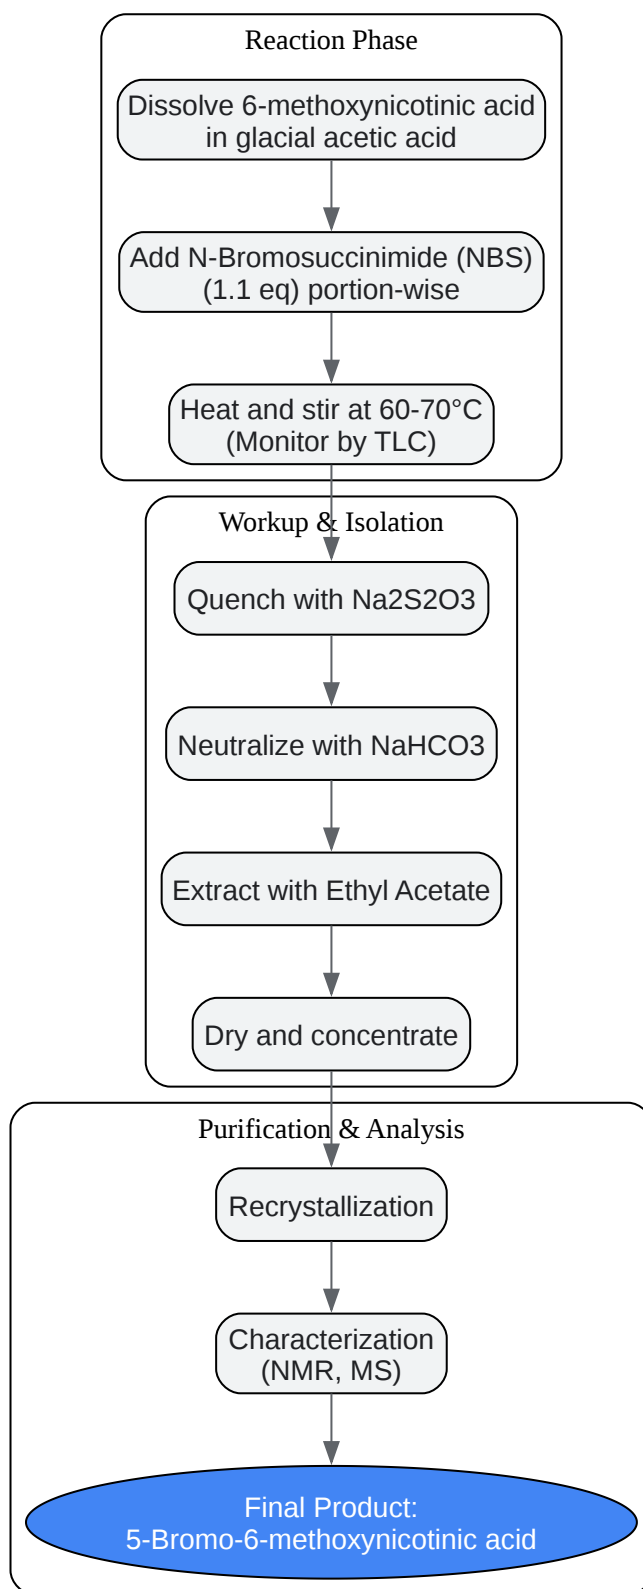 Reaction Phase
Dissolve 6-methoxynicotinic acid
in glacial acetic acid
Add N-Bromosuccinimide (NBS)
(1.1 eq) portion-wise
Heat and stir at 60-70°C
(Monitor by TLC)
Workup & Isolation
Quench with Na2S2O3
Neutralize with NaHCO3
Extract with Ethyl Acetate
Dry and concentrate
Purification & Analysis
Recrystallization
Characterization
(NMR, MS)
Final Product:
5-Bromo-6-methoxynicotinic acid